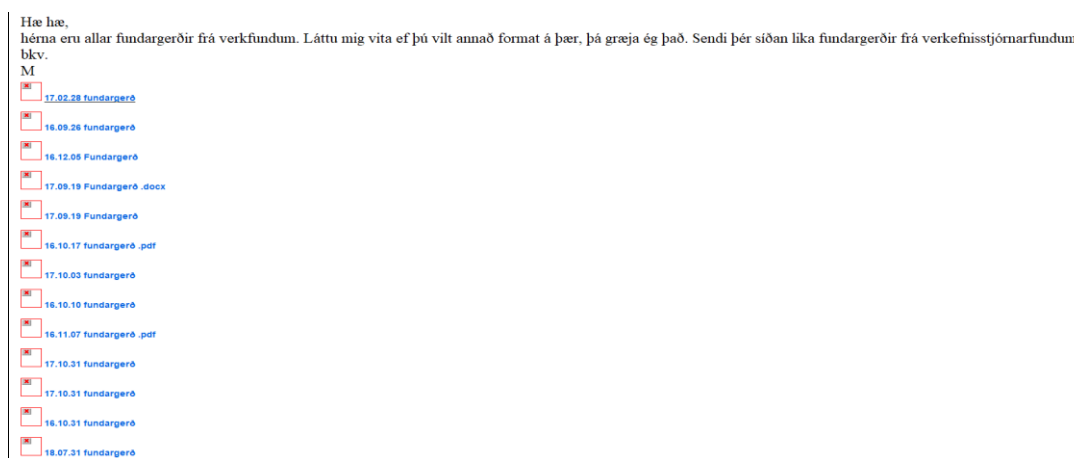 Hæ hæ,
hérna eru allar fundargerðir frá verkfundum. Láttu mig vita ef þú vilt annað format á þær, þá græja ég það. Sendi þér síðan lika fundargerðir frá verkefnisstjórnarfundum
bkv.
M
17.02.28 fundargerð
16.09.26 fundargerð
16.12.05 Fundargerð
17.09.19 Fundargerð .docx
17.09.19 Fundargerð
16.10.17 fundargerð .pdf
17.10.03 fundargerð
16.10.10 fundargerð
16.11.07 fundargerð .pdf
17.10.31 fundargerð
17.10.31 fundargerð
16.10.31 fundargerð
18.07.31 fundargerð